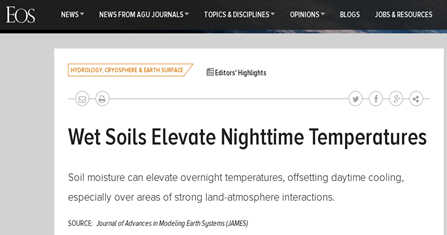 Eos
NEWS NEWS FROM AGU JOURNALS TOPICS & DISCIPLINES OPINIONS BLOGS JOBS & RESOURCES
HYDROLOGY, CRYOSPHERE & EARTH SURFACE Editors' Highlights
Wet Soils Elevate Nighttime Temperatures
Soil moisture can elevate overnight temperatures, offsetting daytime cooling,
especially over areas of strong land-atmosphere interactions.
SOURCE: Journal of Advances in Modeling Earth Systems (JAMES)